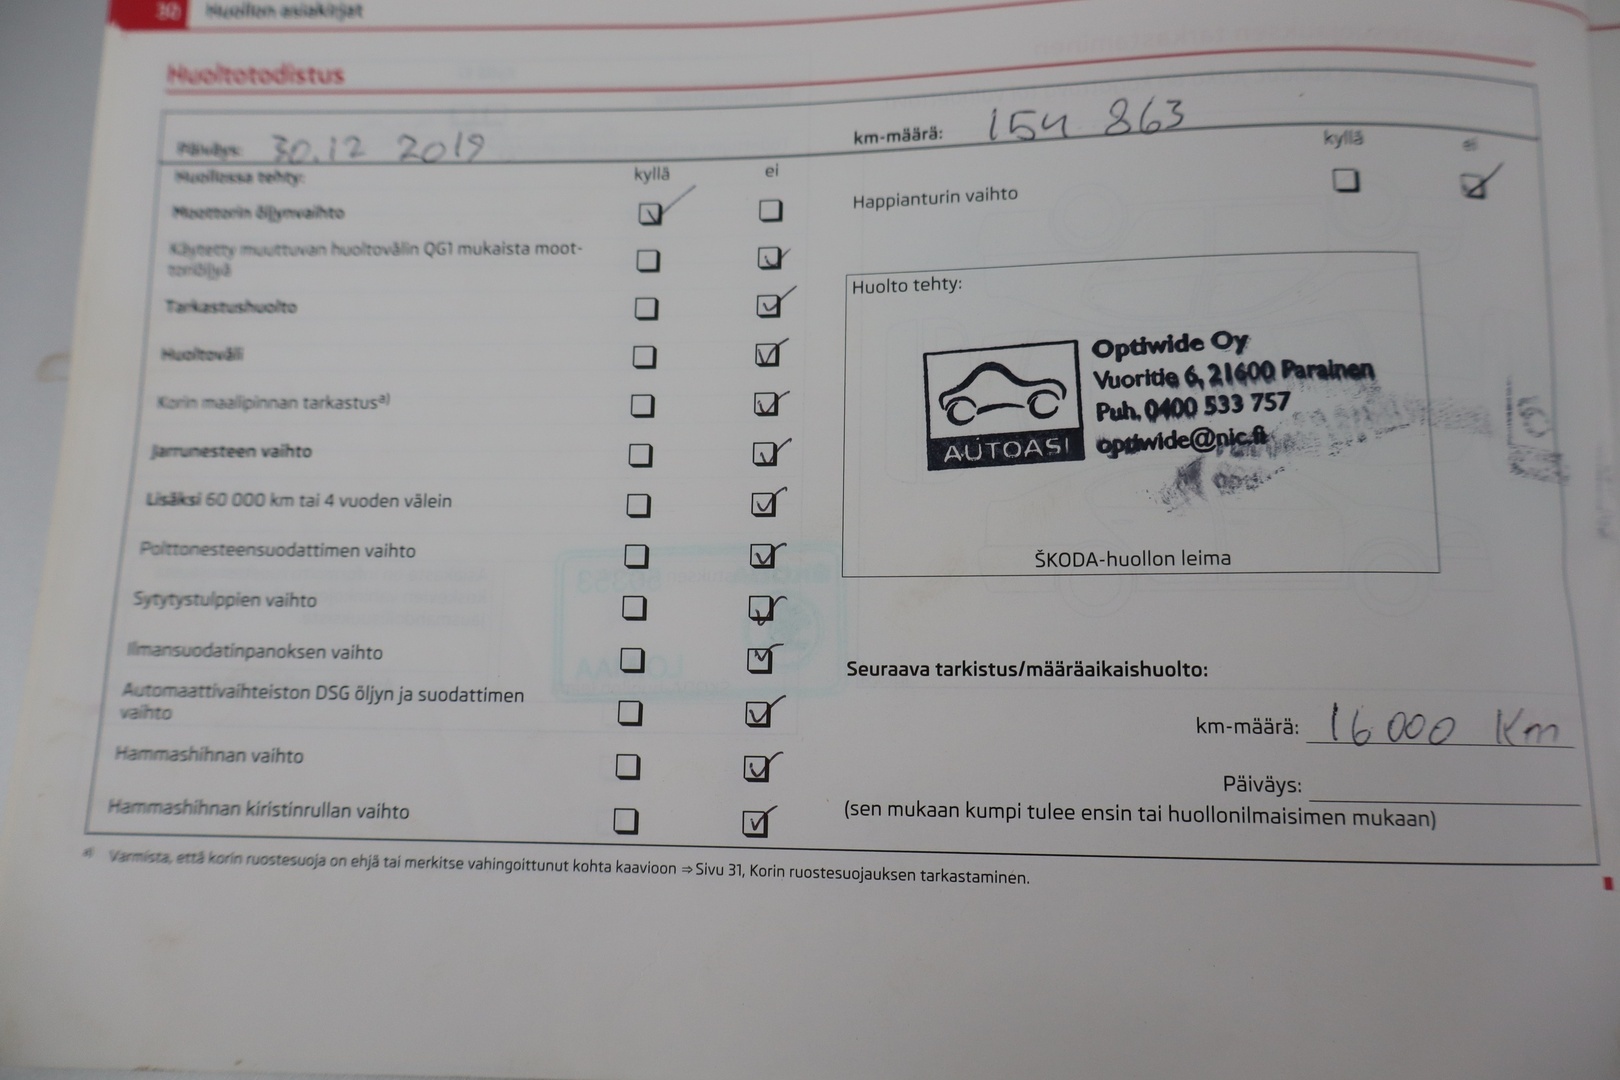 30 Huollon asiakirjat
Huoltotodistus
Päiväys: 30.12 2019
km-määrä: 154 863
Huollossa tehty: kyllä ei
kyllä ei
Moottorin öljynvaihto
Happianturin vaihto
Käytetty muuttuvan huoltovälin QG1 mukaista moot-
toriöljyä
Tarkastushuolto
Huoltoväli
Korin maalipinnan tarkastusa)
Jarrunesteen vaihto
Lisäksi 60 000 km tai 4 vuoden välein
Polttonesteensuodattimen vaihto
Sytytystulppien vaihto
Ilmansuodatinpanoksen vaihto
Automaattivaihteiston DSG öljyn ja suodattimen
vaihto
Hammashihnan vaihto
Hammashihnan kiristinrullan vaihto
Huolto tehty:
AUTOASI
Optiwide Oy
Vuoritie 6, 21600 Parainen
Puh. 0400 533 757
optiwide@nic.fi
ŠKODA-huollon leima
Seuraava tarkistus/määräaikaishuolto:
km-määrä: 16 000 Km
Päiväys:
(sen mukaan kumpi tulee ensin tai huollonilmaisimen mukaan)
a) Varmista, että korin ruostesuoja on ehjä tai merkitse vahingoittunut kohta kaavioon ⇒ Sivu 31, Korin ruostesuojauksen tarkastaminen.